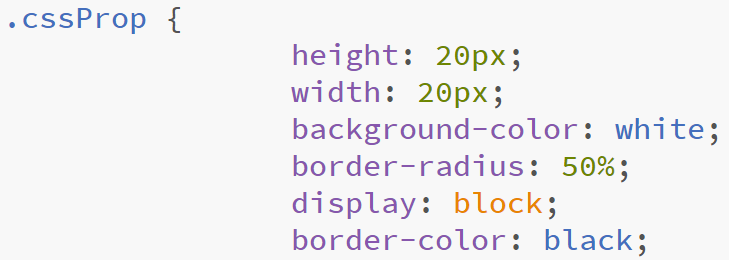 .cssProp {
height: 20px;
width: 20px;
background-color: white;
border-radius: 50%;
display: block;
border-color: black;